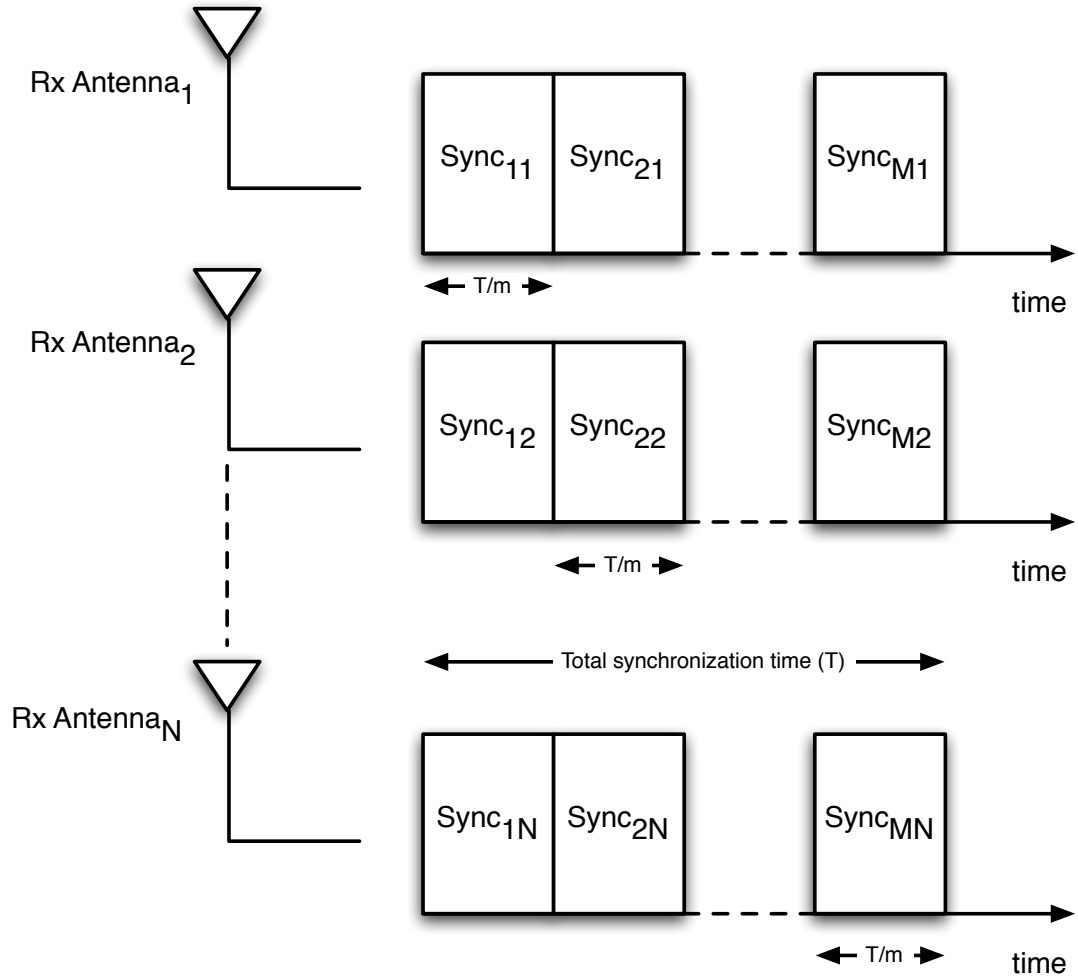 Rx Antenna1
Sync11 Sync21 SyncM1
T/m
time
Rx Antenna2
Sync12 Sync22 SyncM2
T/m
time
Total synchronization time (T)
Rx AntennaN
Sync1N Sync2N SyncMN
T/m
time